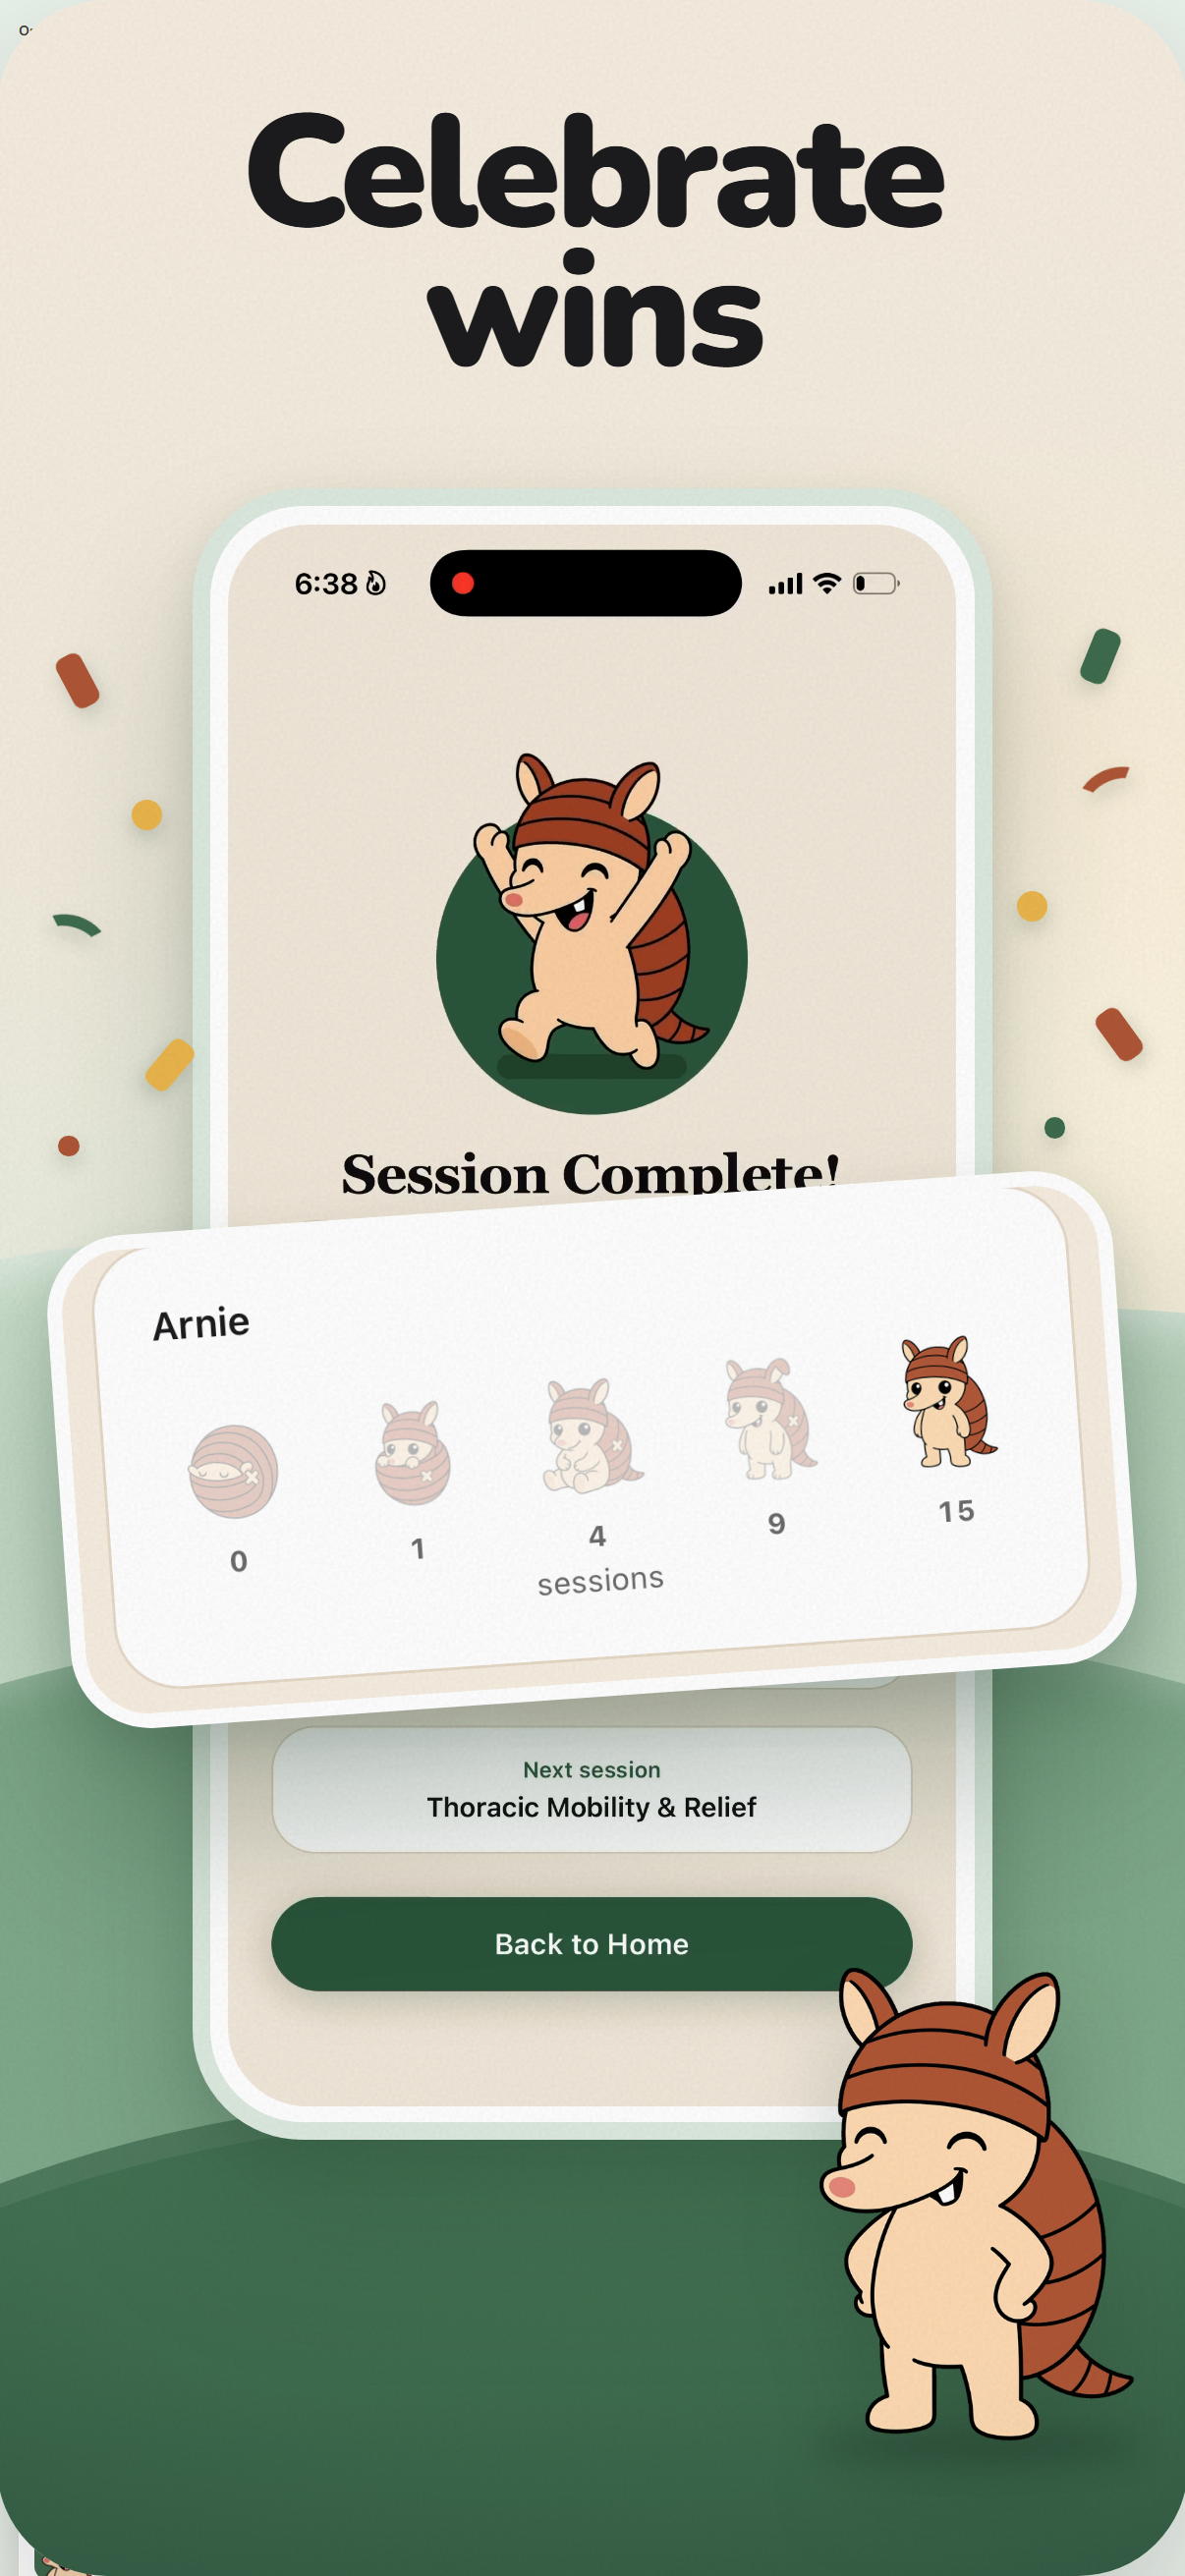 Celebrate
wins
6:38
Session Complete!
Arnie
0
1
4
9
15
sessions
Next session
Thoracic Mobility & Relief
Back to Home